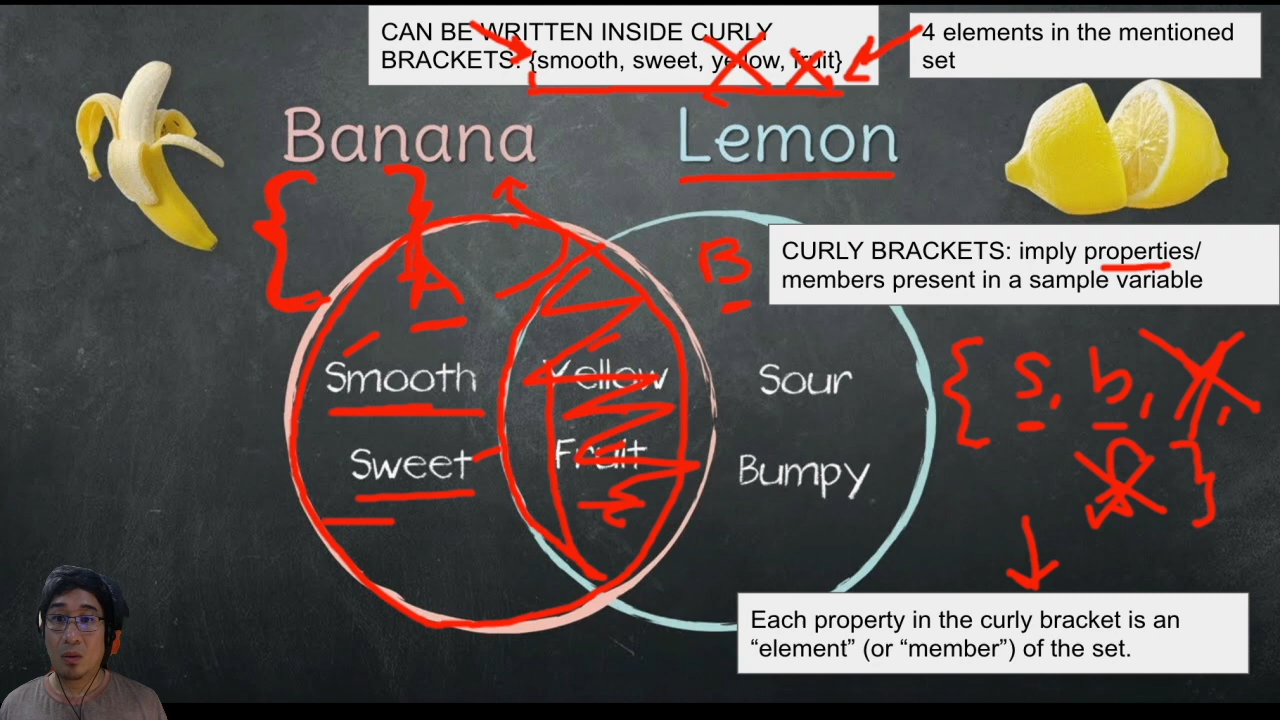 CAN BE WRITTEN INSIDE CURLY
BRACKETS: {smooth, sweet, yellow, fruit}
4 elements in the mentioned
set
Banana
Lemon
{ }
A
B
CURLY BRACKETS: imply properties/
members present in a sample variable
Smooth
Sweet
Yellow
Fruit
Sour
Bumpy
{ s, b,
}
Each property in the curly bracket is an
“element” (or “member”) of the set.